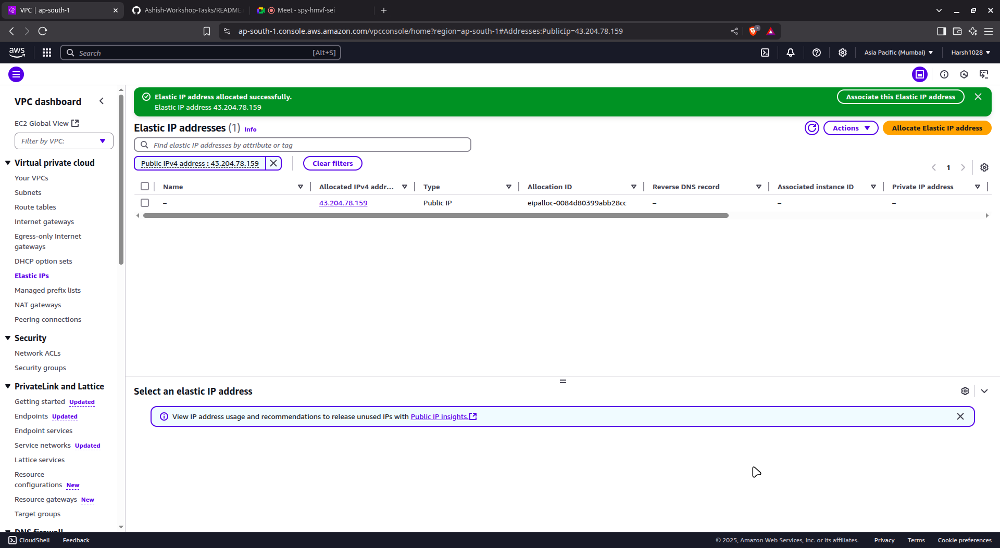 VPC | ap-south-1
Ashish-Workshop-Tasks/README.
Meet - spy-hmvf-sei
ap-south-1.console.aws.amazon.com/vpcconsole/home?region=ap-south-1#Addresses:PublicIp=43.204.78.159
aws
Search
[Alt+S]
Asia Pacific (Mumbai)
Harsh1028
VPC dashboard
EC2 Global View
Filter by VPC:
Virtual private cloud
Your VPCs
Subnets
Route tables
Internet gateways
Egress-only Internet
gateways
DHCP option sets
Elastic IPs
Managed prefix lists
NAT gateways
Peering connections
Security
Network ACLs
Security groups
PrivateLink and Lattice
Getting started Updated
Endpoints Updated
Endpoint services
Service networks Updated
Lattice services
Resource
configurations New
Resource gateways New
Target groups
DNS firewall
Elastic IP address allocated successfully.
Elastic IP address 43.204.78.159
Associate this Elastic IP address
Elastic IP addresses (1) Info
Actions
Allocate Elastic IP address
Find elastic IP addresses by attribute or tag
Public IPv4 address : 43.204.78.159
Clear filters
1
Name Allocated IPv4 addr... Type Allocation ID Reverse DNS record Associated instance ID Private IP address
– 43.204.78.159 Public IP eipalloc-0084d80399abb28cc – – –
Select an elastic IP address
View IP address usage and recommendations to release unused IPs with Public IP insights.
CloudShell
Feedback
© 2025, Amazon Web Services, Inc. or its affiliates.
Privacy
Terms
Cookie preferences